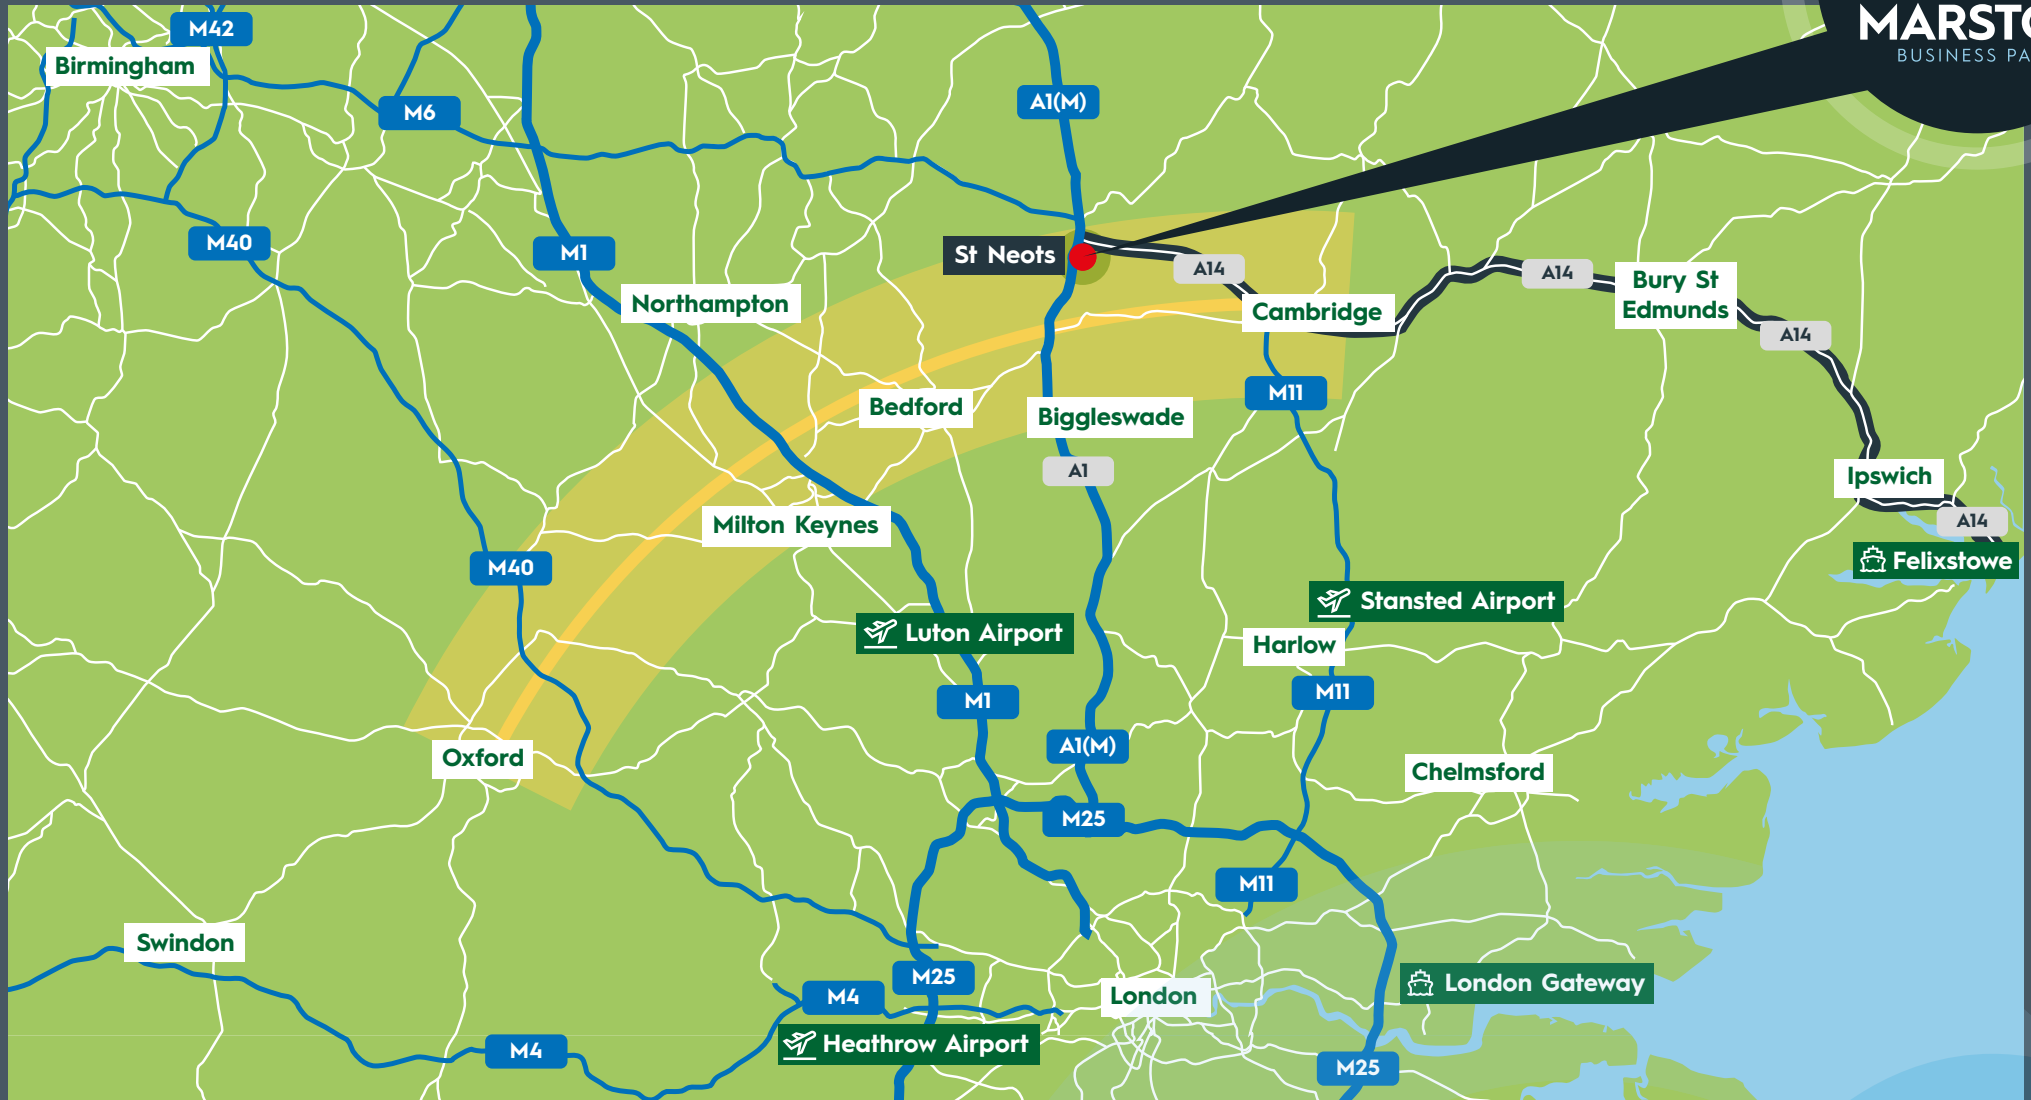 MARSTO
BUSINESS PA
M42
Birmingham
M6
A1(M)
M40
M1
St Neots
A14
A14
Bury St
Edmunds
Northampton
Cambridge
A14
M11
Bedford
Biggleswade
A1
Ipswich
A14
Milton Keynes
Felixstowe
M40
Stansted Airport
Luton Airport
Harlow
M11
M1
A1(M)
Oxford
Chelmsford
M25
M11
Swindon
M25
London Gateway
M4
London
Heathrow Airport
M4
M25